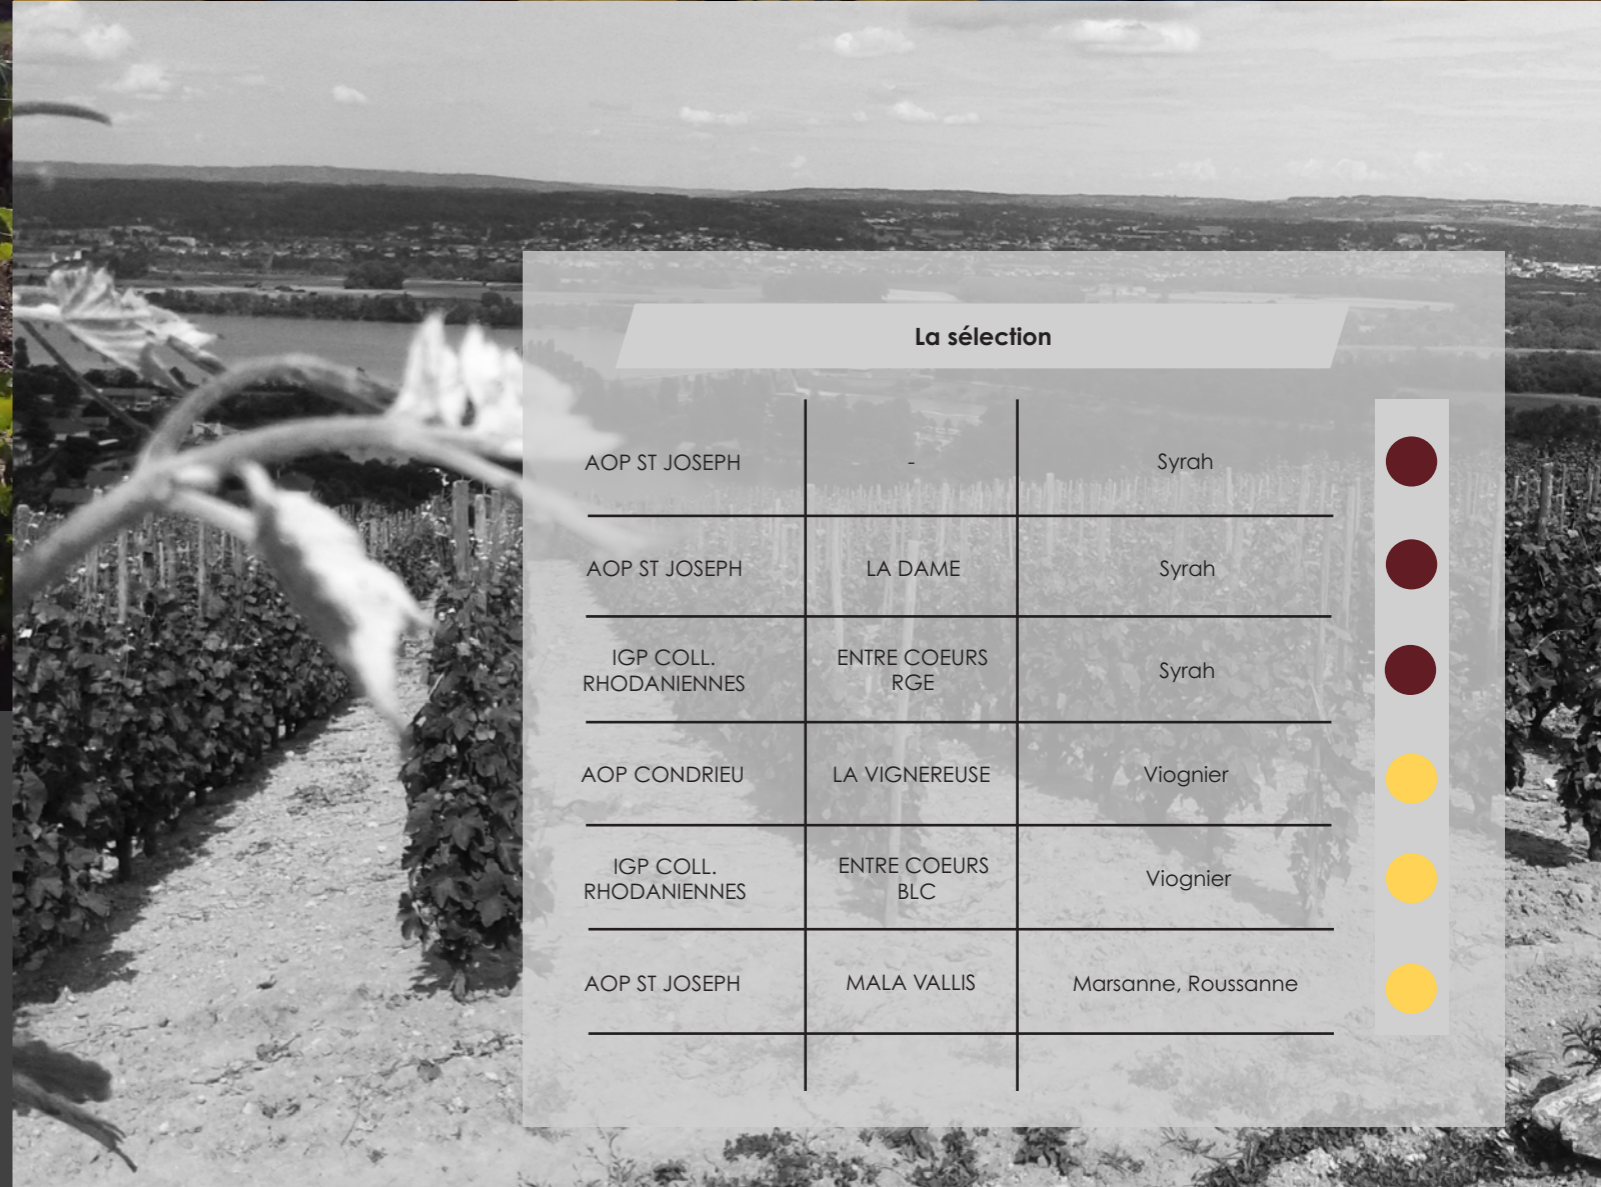 La sélection
AOP ST JOSEPH - Syrah
AOP ST JOSEPH LA DAME Syrah
IGP COLL.
RHODANIENNES
ENTRE COEURS
RGE
Syrah
AOP CONDRIEU LA VIGNEREUSE Viognier
IGP COLL.
RHODANIENNES
ENTRE COEURS
BLC
Viognier
AOP ST JOSEPH MALA VALLIS Marsanne, Roussanne